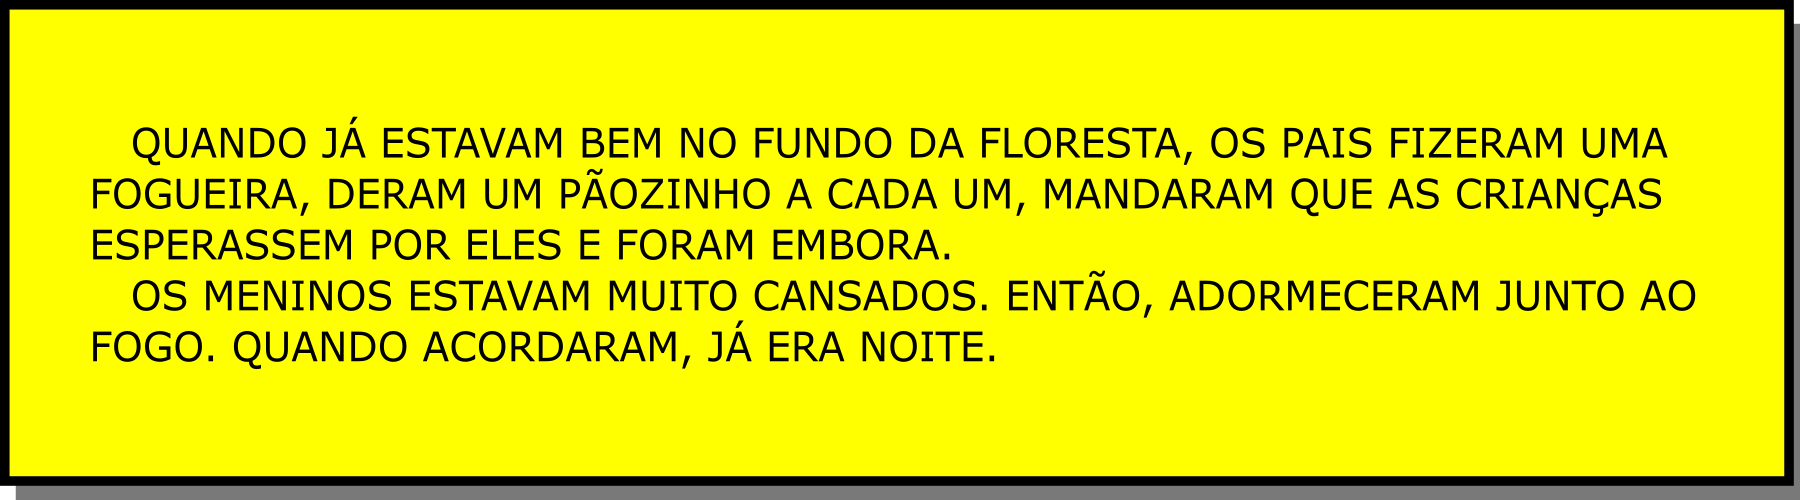 QUANDO JÁ ESTAVAM BEM NO FUNDO DA FLORESTA, OS PAIS FIZERAM UMA
FOGUEIRA, DERAM UM PÃOZINHO A CADA UM, MANDARAM QUE AS CRIANÇAS
ESPERASSEM POR ELES E FORAM EMBORA.
OS MENINOS ESTAVAM MUITO CANSADOS. ENTÃO, ADORMECERAM JUNTO AO
FOGO. QUANDO ACORDARAM, JÁ ERA NOITE.